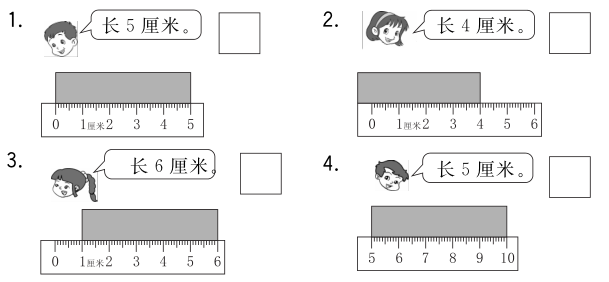 1. 长 5 厘米。
2. 长 4 厘米。
0 1厘米2 3 4 5
0 1厘米2 3 4 5 6
3. 长 6 厘米。
4. 长 5 厘米。
0 1厘米2 3 4 5 6
5 6 7 8 9 10